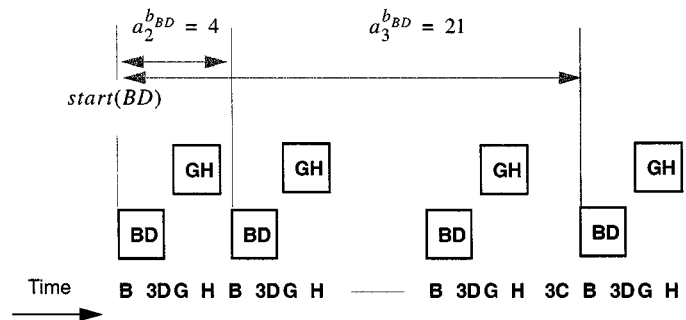 a_2^{b_{BD}} = 4 a_3^{b_{BD}} = 21
start(BD)
GH GH GH GH
BD BD BD BD
Time B 3DG H B 3DG H B 3DG H 3C B 3DG H